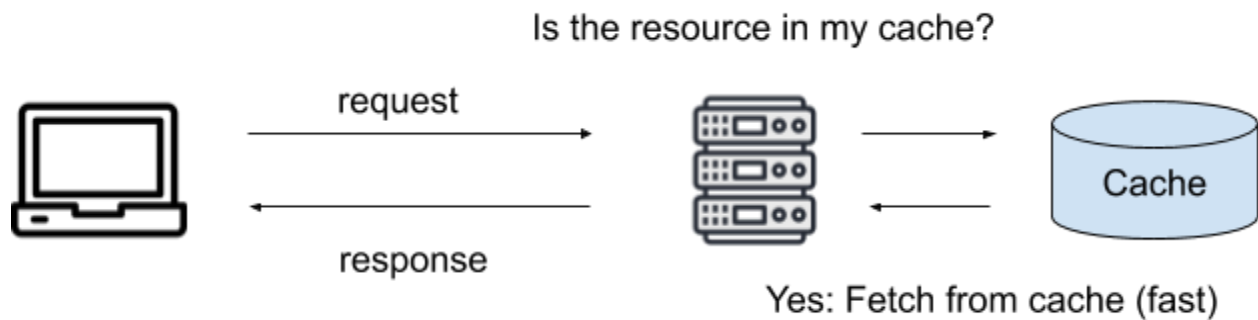 Is the resource in my cache?
request
Cache
response
Yes: Fetch from cache (fast)